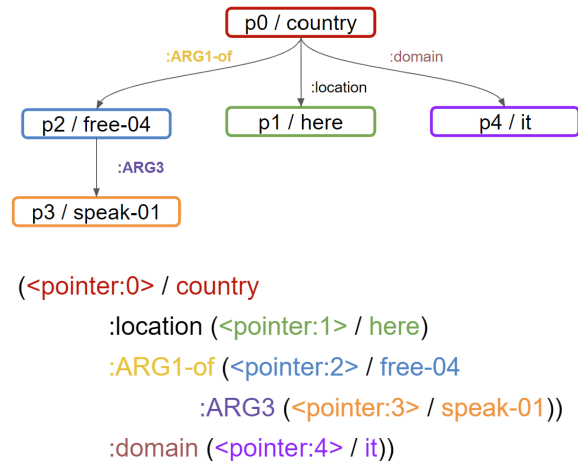 p0 / country
:ARG1-of
:domain
:location
p2 / free-04
p1 / here
p4 / it
:ARG3
p3 / speak-01
(<pointer:0> / country
:location (<pointer:1> / here)
:ARG1-of (<pointer:2> / free-04
:ARG3 (<pointer:3> / speak-01))
:domain (<pointer:4> / it))